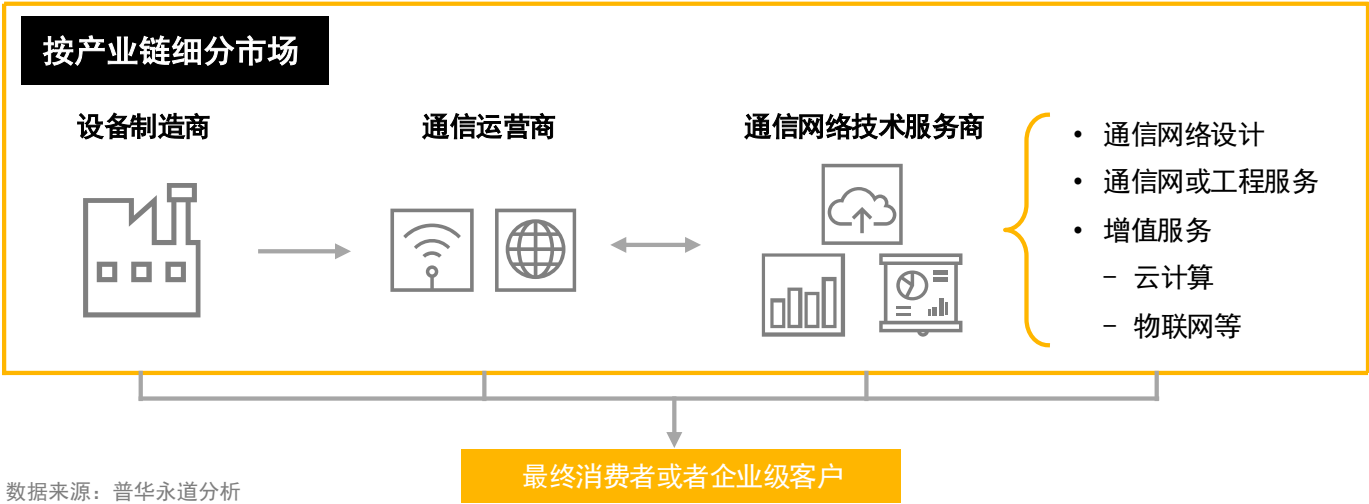 按产业链细分市场
设备制造商
通信运营商
通信网络技术服务商
• 通信网络设计
• 通信网或工程服务
• 增值服务
– 云计算
– 物联网等
最终消费者或者企业级客户
数据来源：普华永道分析